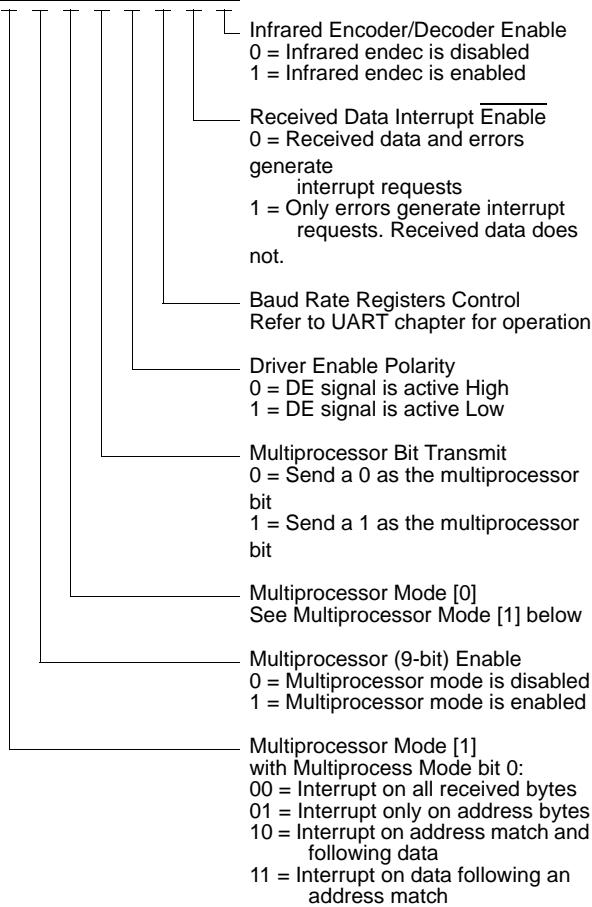 Infrared Encoder/Decoder Enable
0 = Infrared endec is disabled
1 = Infrared endec is enabled
Received Data Interrupt Enable
0 = Received data and errors
generate
interrupt requests
1 = Only errors generate interrupt
requests. Received data does
not.
Baud Rate Registers Control
Refer to UART chapter for operation
Driver Enable Polarity
0 = DE signal is active High
1 = DE signal is active Low
Multiprocessor Bit Transmit
0 = Send a 0 as the multiprocessor
bit
1 = Send a 1 as the multiprocessor
bit
Multiprocessor Mode [0]
See Multiprocessor Mode [1] below
Multiprocessor (9-bit) Enable
0 = Multiprocessor mode is disabled
1 = Multiprocessor mode is enabled
Multiprocessor Mode [1]
with Multiprocess Mode bit 0:
00 = Interrupt on all received bytes
01 = Interrupt only on address bytes
10 = Interrupt on address match and
following data
11 = Interrupt on data following an
address match